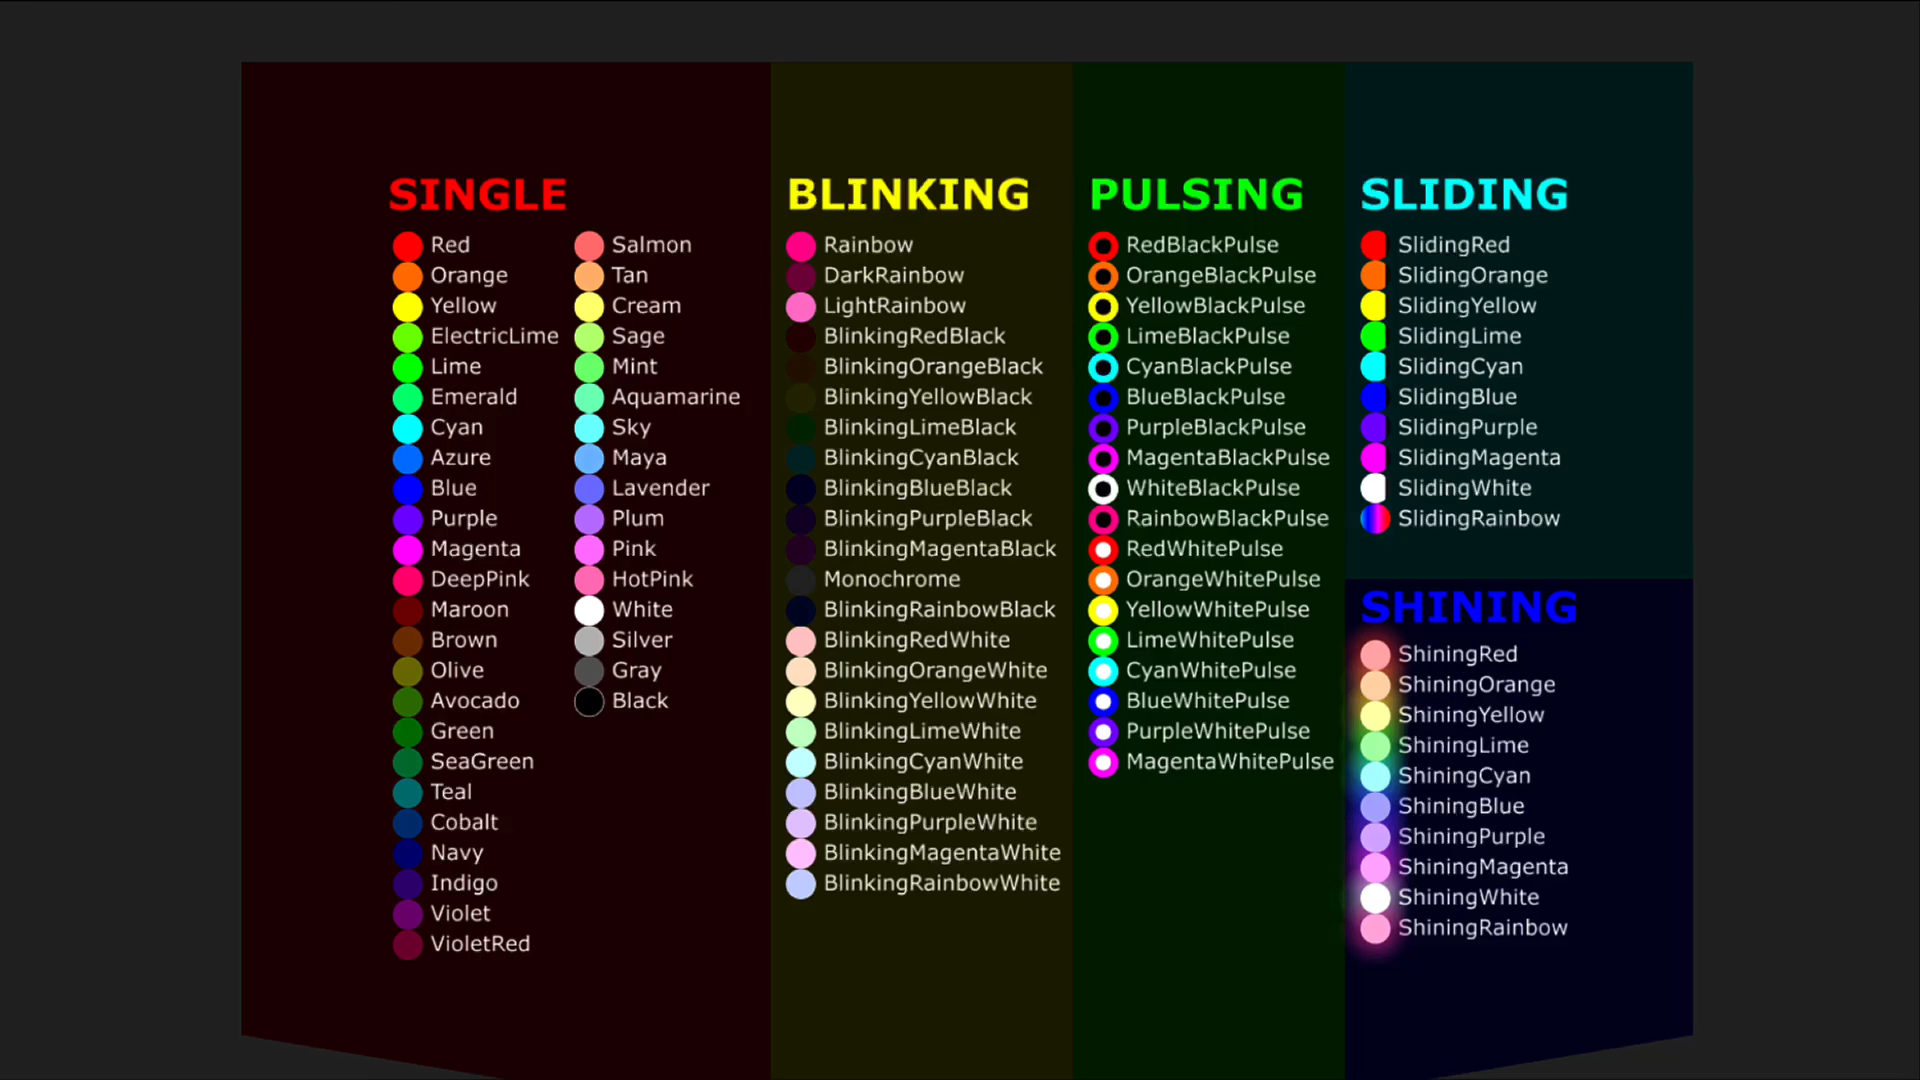 SINGLE
Red
Orange
Yellow
ElectricLime
Lime
Emerald
Cyan
Azure
Blue
Purple
Magenta
DeepPink
Maroon
Brown
Olive
Avocado
Green
SeaGreen
Teal
Cobalt
Navy
Indigo
Violet
VioletRed
Salmon
Tan
Cream
Sage
Mint
Aquamarine
Sky
Maya
Lavender
Plum
Pink
HotPink
White
Silver
Gray
Black
BLINKING
Rainbow
DarkRainbow
LightRainbow
BlinkingRedBlack
BlinkingOrangeBlack
BlinkingYellowBlack
BlinkingLimeBlack
BlinkingCyanBlack
BlinkingBlueBlack
BlinkingPurpleBlack
BlinkingMagentaBlack
Monochrome
BlinkingRainbowBlack
BlinkingRedWhite
BlinkingOrangeWhite
BlinkingYellowWhite
BlinkingLimeWhite
BlinkingCyanWhite
BlinkingBlueWhite
BlinkingPurpleWhite
BlinkingMagentaWhite
BlinkingRainbowWhite
PULSING
RedBlackPulse
OrangeBlackPulse
YellowBlackPulse
LimeBlackPulse
CyanBlackPulse
BlueBlackPulse
PurpleBlackPulse
MagentaBlackPulse
WhiteBlackPulse
RainbowBlackPulse
RedWhitePulse
OrangeWhitePulse
YellowWhitePulse
LimeWhitePulse
CyanWhitePulse
BlueWhitePulse
PurpleWhitePulse
MagentaWhitePulse
SLIDING
SlidingRed
SlidingOrange
SlidingYellow
SlidingLime
SlidingCyan
SlidingBlue
SlidingPurple
SlidingMagenta
SlidingWhite
SlidingRainbow
SHINING
ShiningRed
ShiningOrange
ShiningYellow
ShiningLime
ShiningCyan
ShiningBlue
ShiningPurple
ShiningMagenta
ShiningWhite
ShiningRainbow